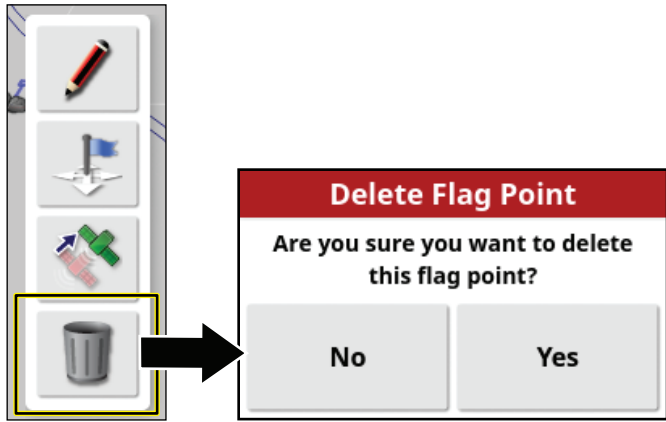 Delete Flag Point
Are you sure you want to delete
this flag point?
No
Yes